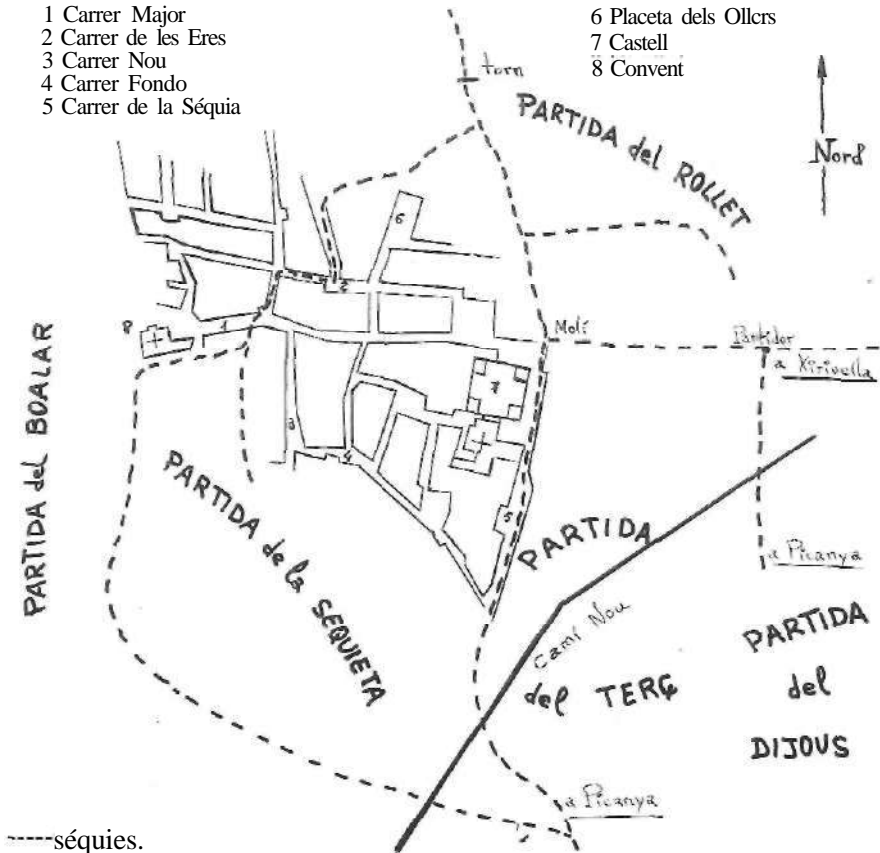 1 Carrer Major
2 Carrer de les Eres
3 Carrer Nou
4 Carrer Fondo
5 Carrer de la Séquia
6 Placeta dels Ollcrs
7 Castell
8 Convent
torn
PARTIDA del ROLLET
Nord
6
2
8
1
Molí
Partidor
a Xirivella
7
3
4
5
PARTIDA del BOALAR
PARTIDA de la SEQUIETA
PARTIDA
del TERÇ
a Picanya
Camí Nou
PARTIDA
del
DIJOUS
a Picanya
séquies.